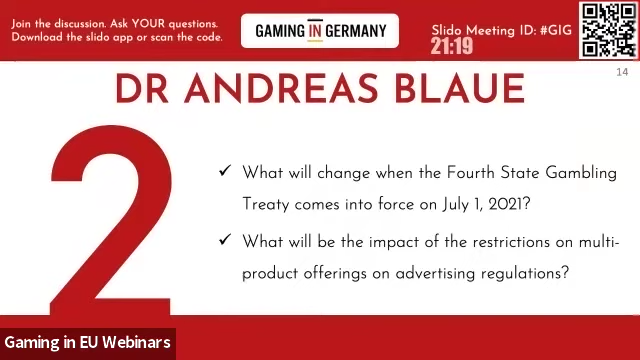 Join the discussion. Ask YOUR questions.
Download the slido app or scan the code.
GAMING IN GERMANY
Slido Meeting ID: #GIG
21:19
14
DR ANDREAS BLAUE
2
✓ What will change when the Fourth State Gambling
Treaty comes into force on July 1, 2021?
✓ What will be the impact of the restrictions on multi-
product offerings on advertising regulations?
Gaming in EU Webinars